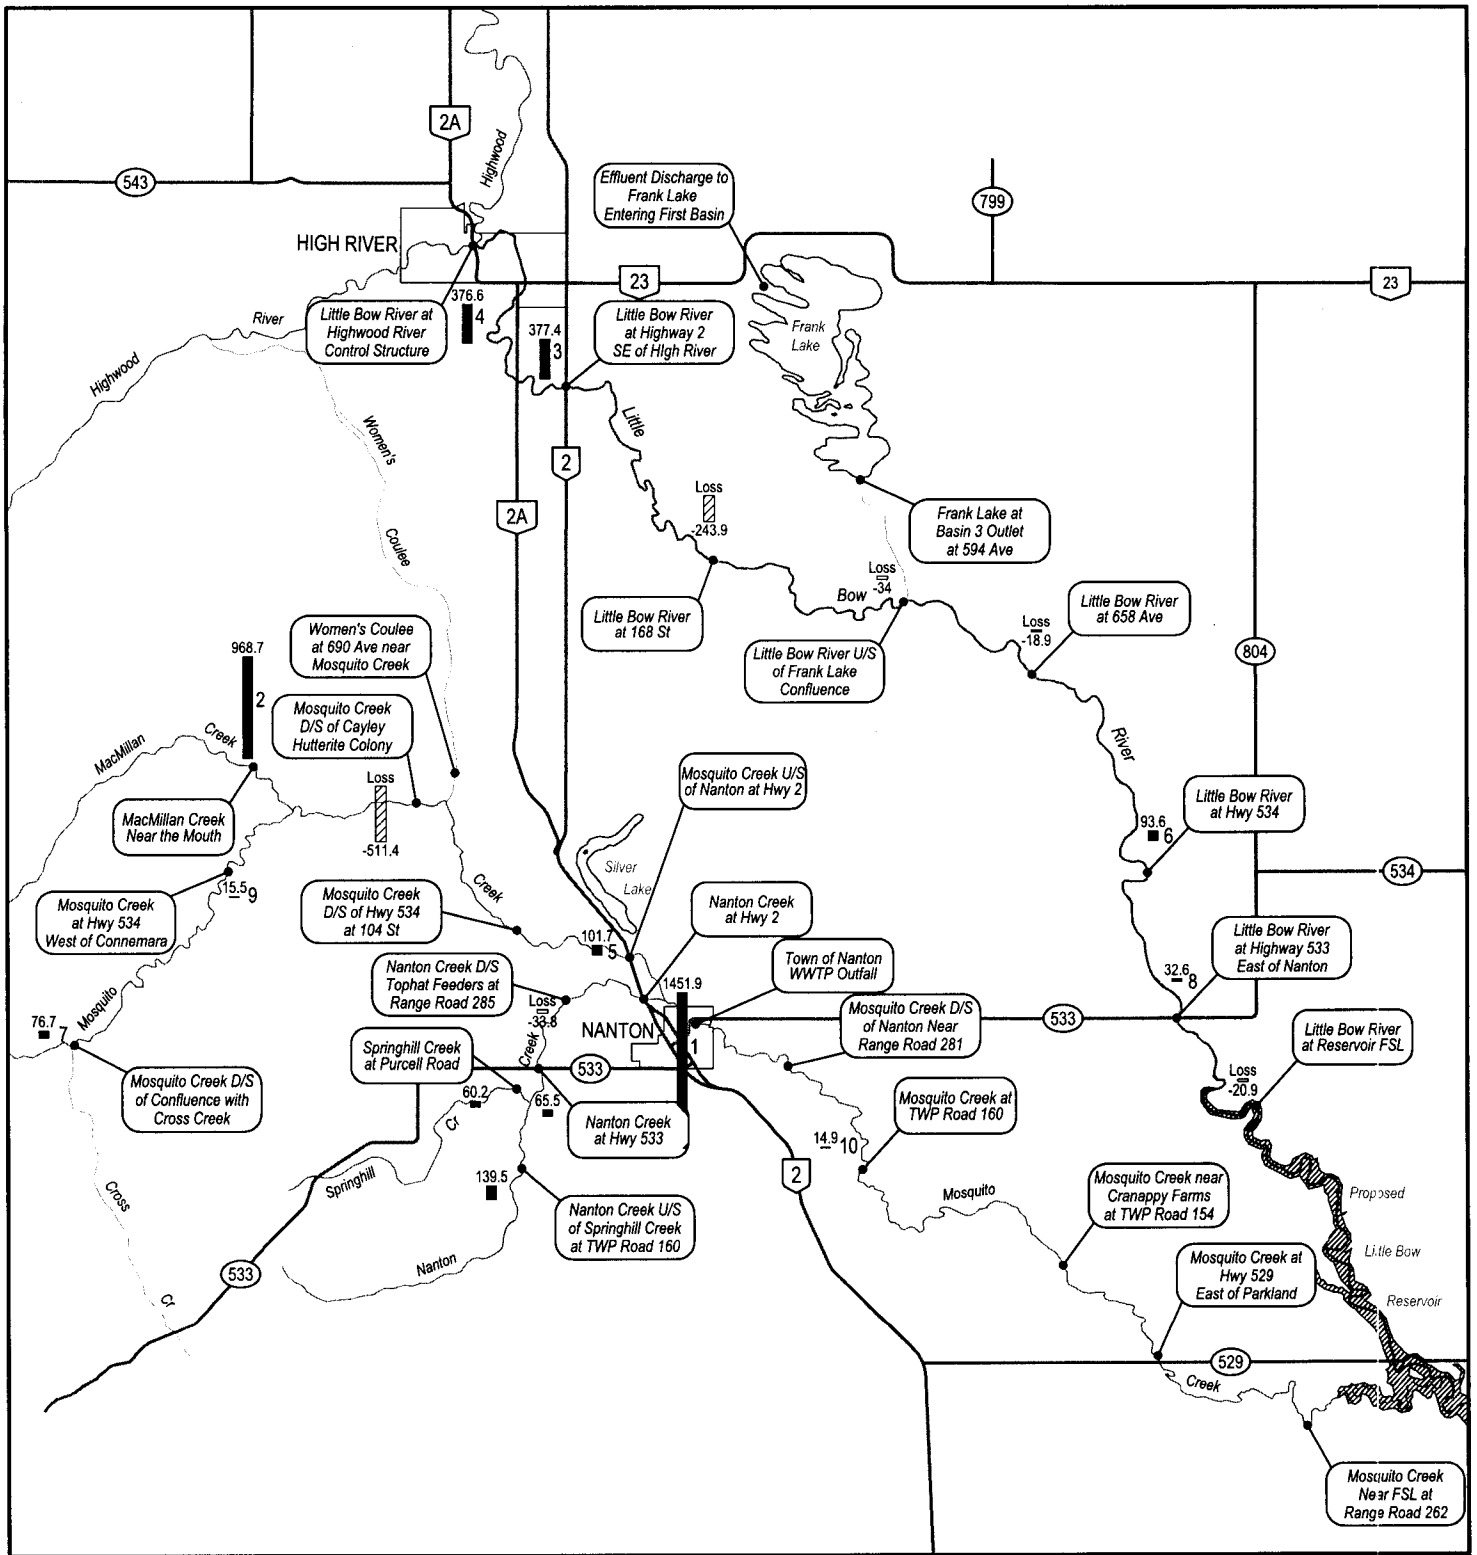 2A
Highwood
543
Effluent Discharge to
Frank Lake
Entering First Basin
799
HIGH RIVER
23
23
376.6
4
Little Bow River at
Highwood River
Control Structure
River
Highwood
377.4
3
Little Bow River
at Highway 2
SE of HIgh River
Frank
Lake
Women's
Coulee
Little
2
2A
Loss
-243.9
Frank Lake at
Basin 3 Outlet
at 594 Ave
Loss
-34
Bow
Little Bow River
at 168 St
Little Bow River U/S
of Frank Lake
Confluence
Loss
-18.9
Little Bow River
at 658 Ave
804
Women's Coulee
at 690 Ave near
Mosquito Creek
968.7
2
Mosquito Creek
D/S of Cayley
Hutterite Colony
MacMillan
Creek
Loss
-511.4
MacMillan Creek
Near the Mouth
Mosquito Creek U/S
of Nanton at Hwy 2
River
Little Bow River
at Hwy 534
93.6
6
534
Silver
Lake
15.5
9
Mosquito Creek
at Hwy 534
West of Connemara
Mosquito Creek
D/S of Hwy 534
at 104 St
Creek
101.7
5
Nanton Creek
at Hwy 2
Little Bow River
at Highway 533
East of Nanton
32.6
8
Nanton Creek D/S
Tophat Feeders at
Range Road 285
Town of Nanton
WWTP Outfall
1451.9
1
Loss
-33.8
NANTON
Mosquito Creek D/S
of Nanton Near
Range Road 281
533
Little Bow River
at Reservoir FSL
Mosquito
76.7
7
Springhill Creek
at Purcell Road
Creek
533
Mosquito Creek D/S
of Confluence with
Cross Creek
60.2
65.5
Cr
Nanton Creek
at Hwy 533
Mosquito Creek at
TWP Road 160
Loss
-20.9
14.9
10
2
139.5
Springhill
Cross
Cr
Nanton Creek U/S
of Springhill Creek
at TWP Road 160
Nanton
Mosquito
Mosquito Creek near
Cranappy Farms
at TWP Road 154
Proposed
Little Bow
Reservoir
533
Mosquito Creek at
Hwy 529
East of Parkland
529
Creek
Mosquito Creek
Near FSL at
Range Road 262